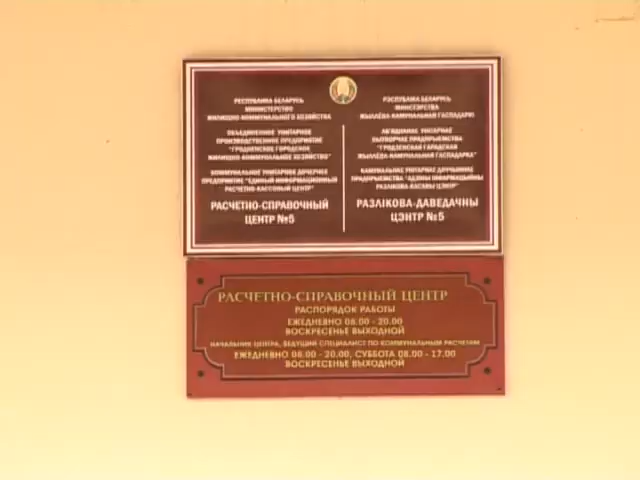 РЕСПУБЛИКА БЕЛАРУСЬ
МИНИСТЕРСТВО
ЖИЛИЩНО-КОММУНАЛЬНОГО ХОЗЯЙСТВА
ОБЪЕДИНЕННОЕ УНИТАРНОЕ
ПРОИЗВОДСТВЕННОЕ ПРЕДПРИЯТИЕ
"ГРОДНЕНСКОЕ ГОРОДСКОЕ
ЖИЛИЩНО-КОММУНАЛЬНОЕ ХОЗЯЙСТВО"
КОММУНАЛЬНОЕ УНИТАРНОЕ ДОЧЕРНЕЕ
ПРЕДПРИЯТИЕ "ЕДИНЫЙ ИНФОРМАЦИОННЫЙ
РАСЧЕТНО-КАССОВЫЙ ЦЕНТР"
РАСЧЕТНО-СПРАВОЧНЫЙ
ЦЕНТР №5
РЭСПУБЛІКА БЕЛАРУСЬ
МІНІСТЭРСТВА
ЖЫЛЛЁВА-КАМУНАЛЬНАЙ ГАСПАДАРКІ
АБ'ЯДНАНАЕ УНІТАРНАЕ
ВЫТВОРЧАЕ ПРАДПРЫЕМСТВА
"ГРОДЗЕНСКАЯ ГАРАДСКАЯ
ЖЫЛЛЁВА-КАМУНАЛЬНАЯ ГАСПАДАРКА"
КАМУНАЛЬНАЕ УНІТАРНАЕ ДАЧЫННАЕ
ПРАДПРЫЕМСТВА "АДЗІНЫ ІНФАРМАЦЫЙНЫ
РАЗЛІКОВА-КАСАВЫ ЦЭНТР"
РАЗЛІКОВА-ДАВЕДАЧНЫ
ЦЭНТР №5
РАСЧЕТНО-СПРАВОЧНЫЙ ЦЕНТР
РАСПОРЯДОК РАБОТЫ
ЕЖЕДНЕВНО 08.00 - 20.00
ВОСКРЕСЕНЬЕ ВЫХОДНОЙ
НАЧАЛЬНИК ЦЕНТРА, ВЕДУЩИЙ СПЕЦИАЛИСТ ПО КОММУНАЛЬНЫМ РАСЧЕТАМ
ЕЖЕДНЕВНО 08.00 - 20.00, СУББОТА 08.00 - 17.00
ВОСКРЕСЕНЬЕ ВЫХОДНОЙ